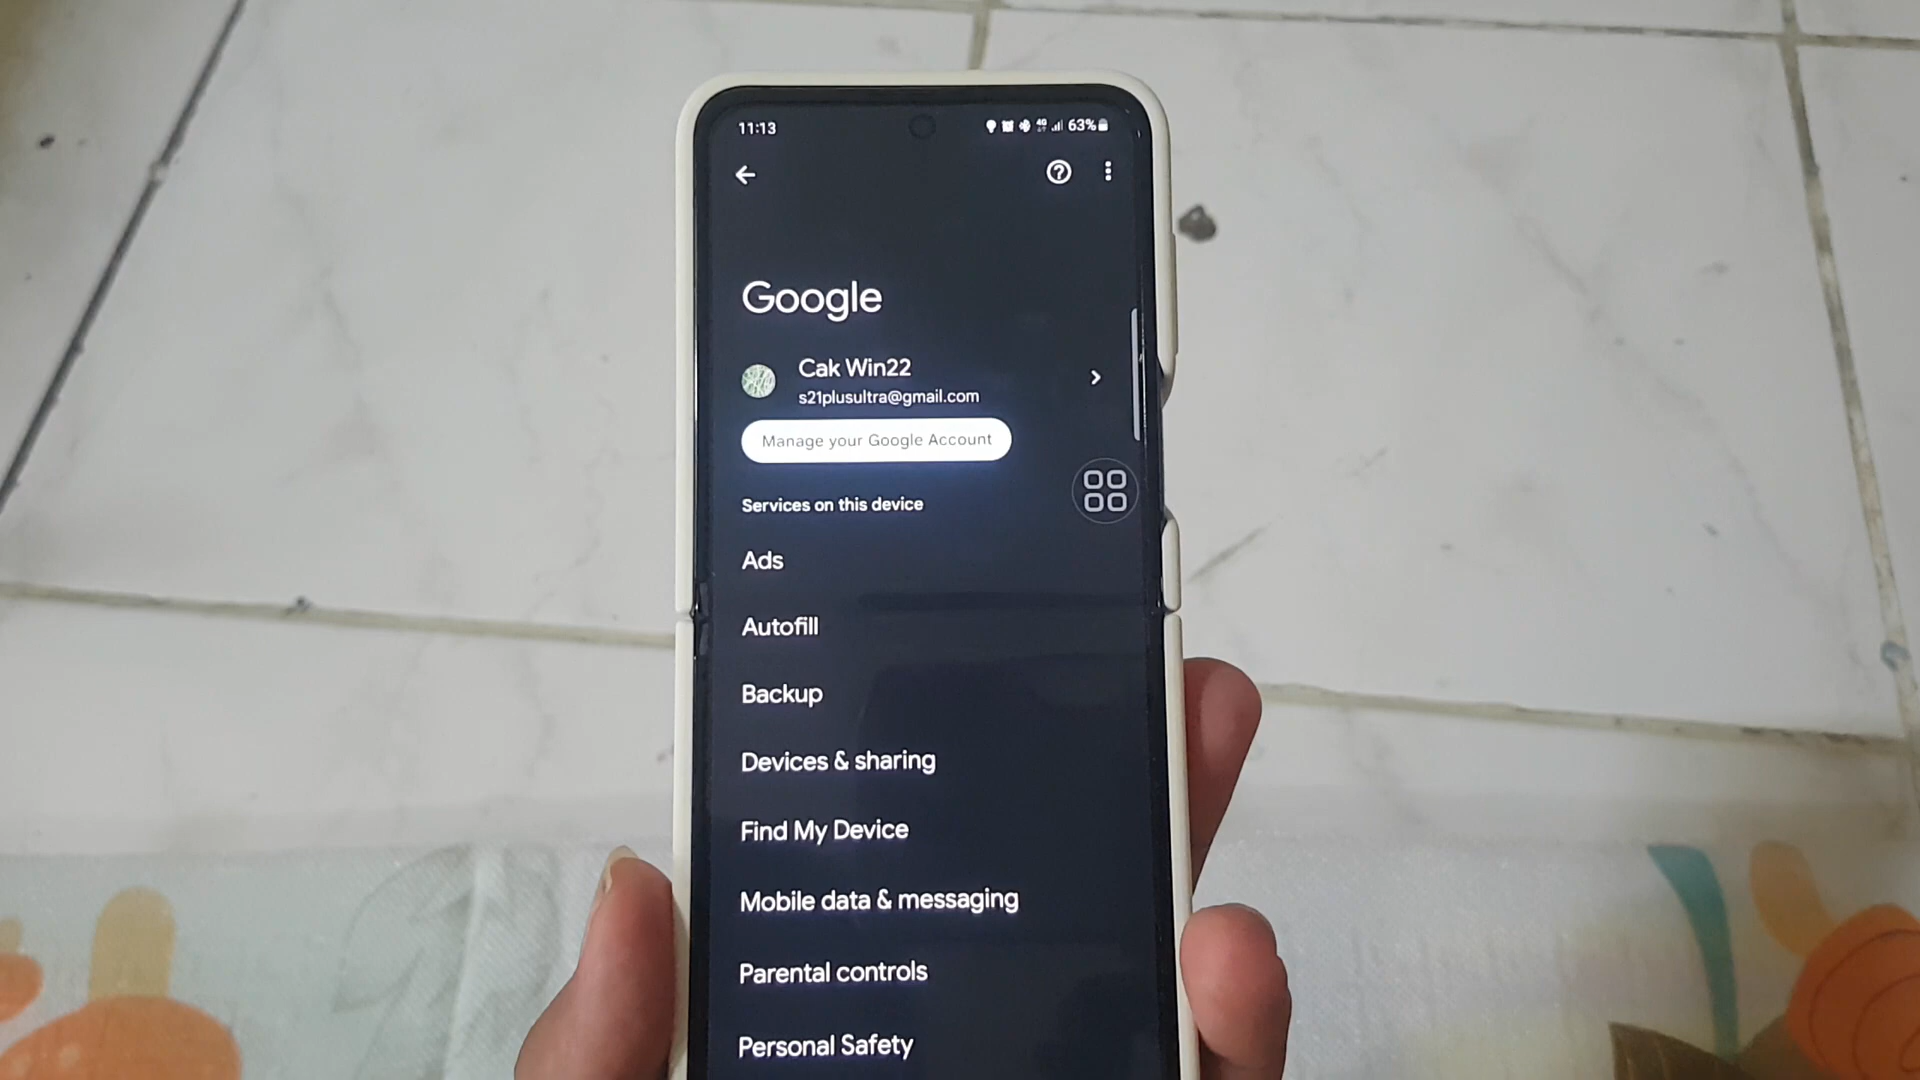 11:13
4G 63%
Google
Cak Win22
s21plusultra@gmail.com
Manage your Google Account
Services on this device
Ads
Autofill
Backup
Devices & sharing
Find My Device
Mobile data & messaging
Parental controls
Personal Safety